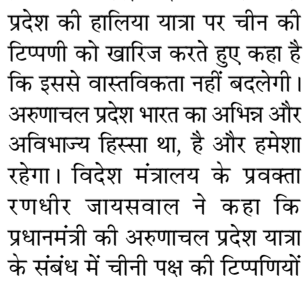 प्रदेश की हालिया यात्रा पर चीन की
टिप्पणी को खारिज करते हुए कहा है
कि इससे वास्तविकता नहीं बदलेगी।
अरुणाचल प्रदेश भारत का अभिन्न और
अविभाज्य हिस्सा था, है और हमेशा
रहेगा। विदेश मंत्रालय के प्रवक्ता
रणधीर जायसवाल ने कहा कि
प्रधानमंत्री की अरुणाचल प्रदेश यात्रा
के संबंध में चीनी पक्ष की टिप्पणियों